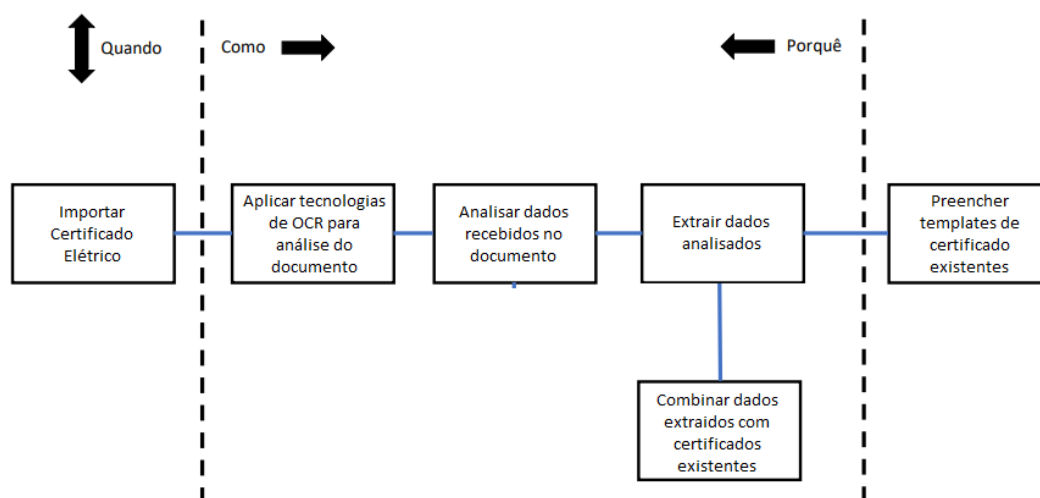 Quando
Como
Porquê
Importar
Certificado
Elétrico
Aplicar tecnologias
de OCR para
análise do
documento
Analisar dados
recebidos no
documento
Extrair dados
analisados
Preencher
templates de
certificado
existentes
Combinar dados
extraidos com
certificados
existentes